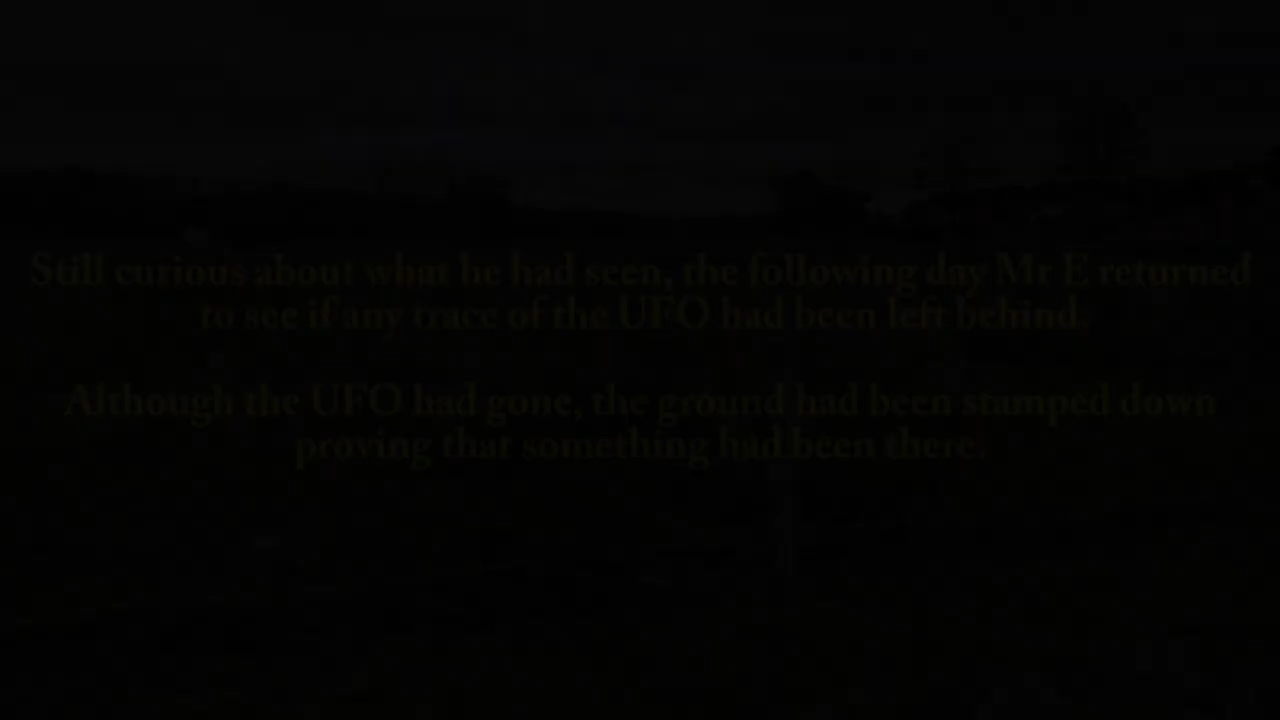 Still curious about what he had seen, the following day Mr E returned
to see if any trace of the UFO had been left behind.
Although the UFO had gone, the ground had been stamped down
proving that something had been there.